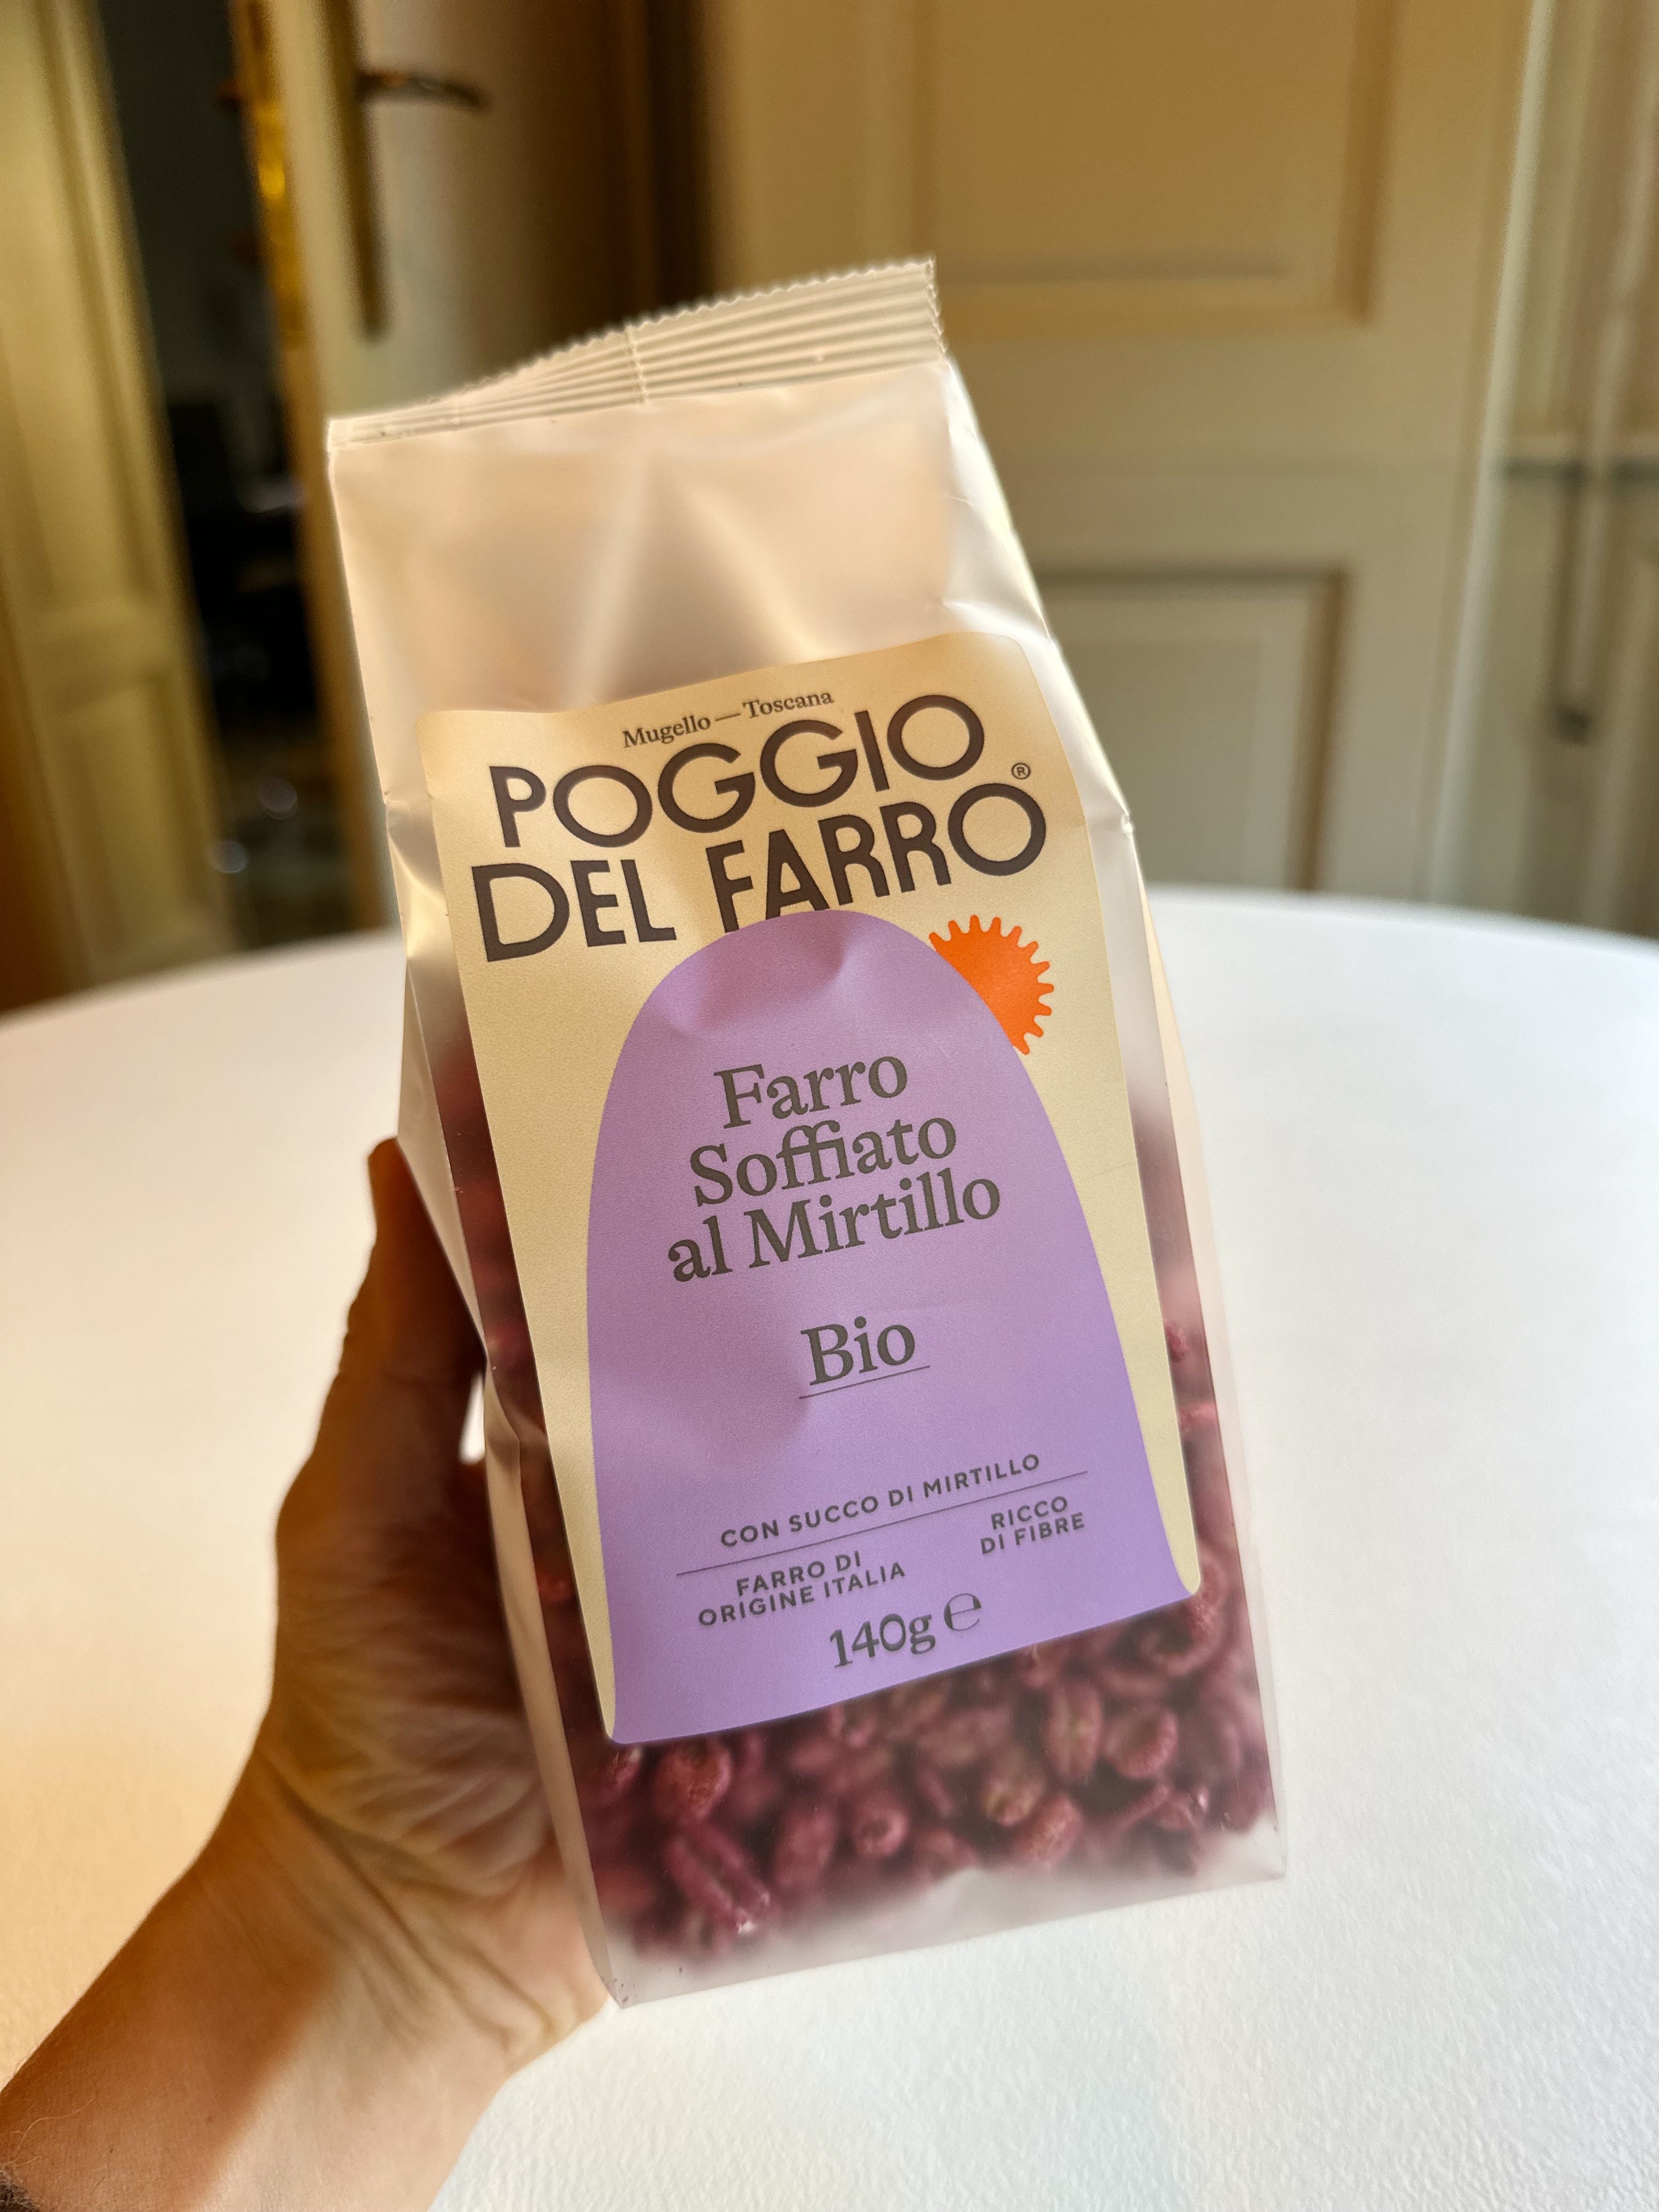 Mugello — Toscana
POGGIO
DEL FARRO®
Farro
Soffiato
al Mirtillo
Bio
CON SUCCO DI MIRTILLO
FARRO DI
ORIGINE ITALIA
RICCO
DI FIBRE
140g ℮